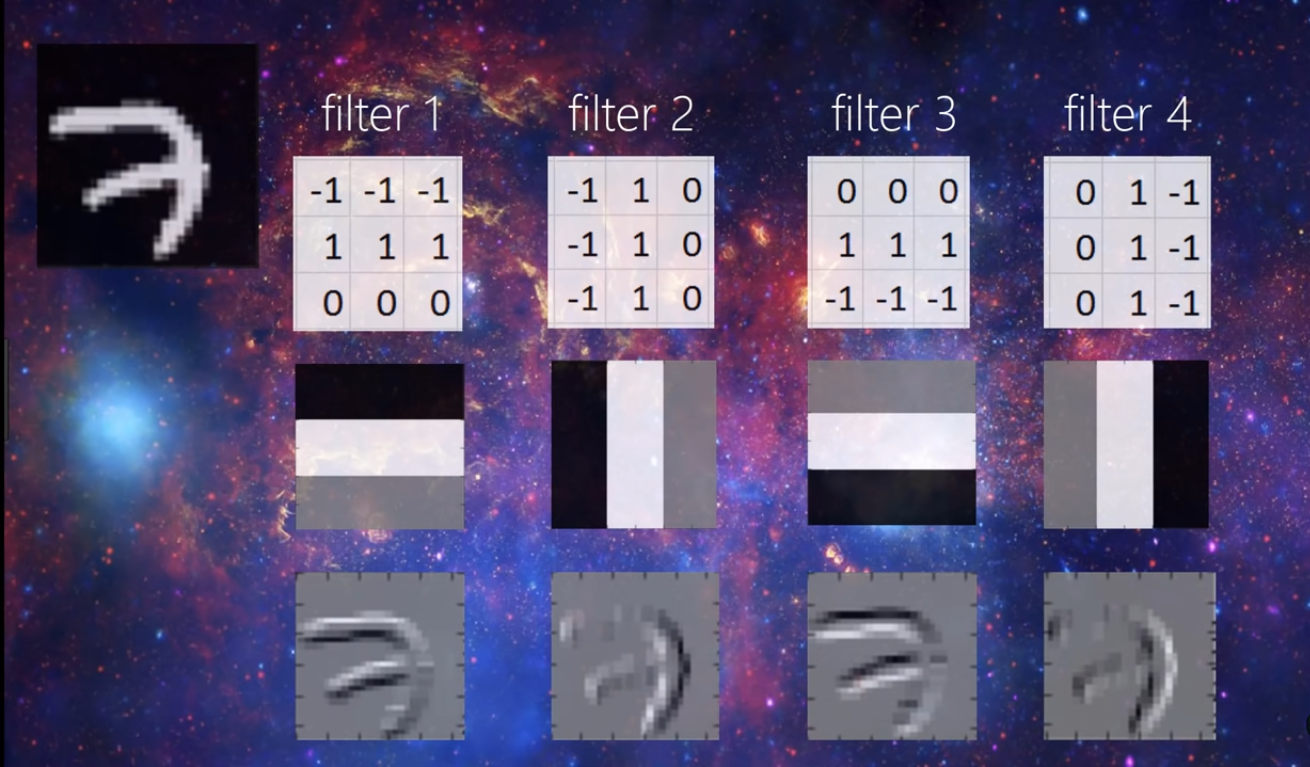 filter 1 filter 2 filter 3 filter 4
-1 -1 -1 -1 1 0 0 0 0 0 1 -1
1 1 1 -1 1 0 1 1 1 0 1 -1
0 0 0 -1 1 0 -1 -1 -1 0 1 -1